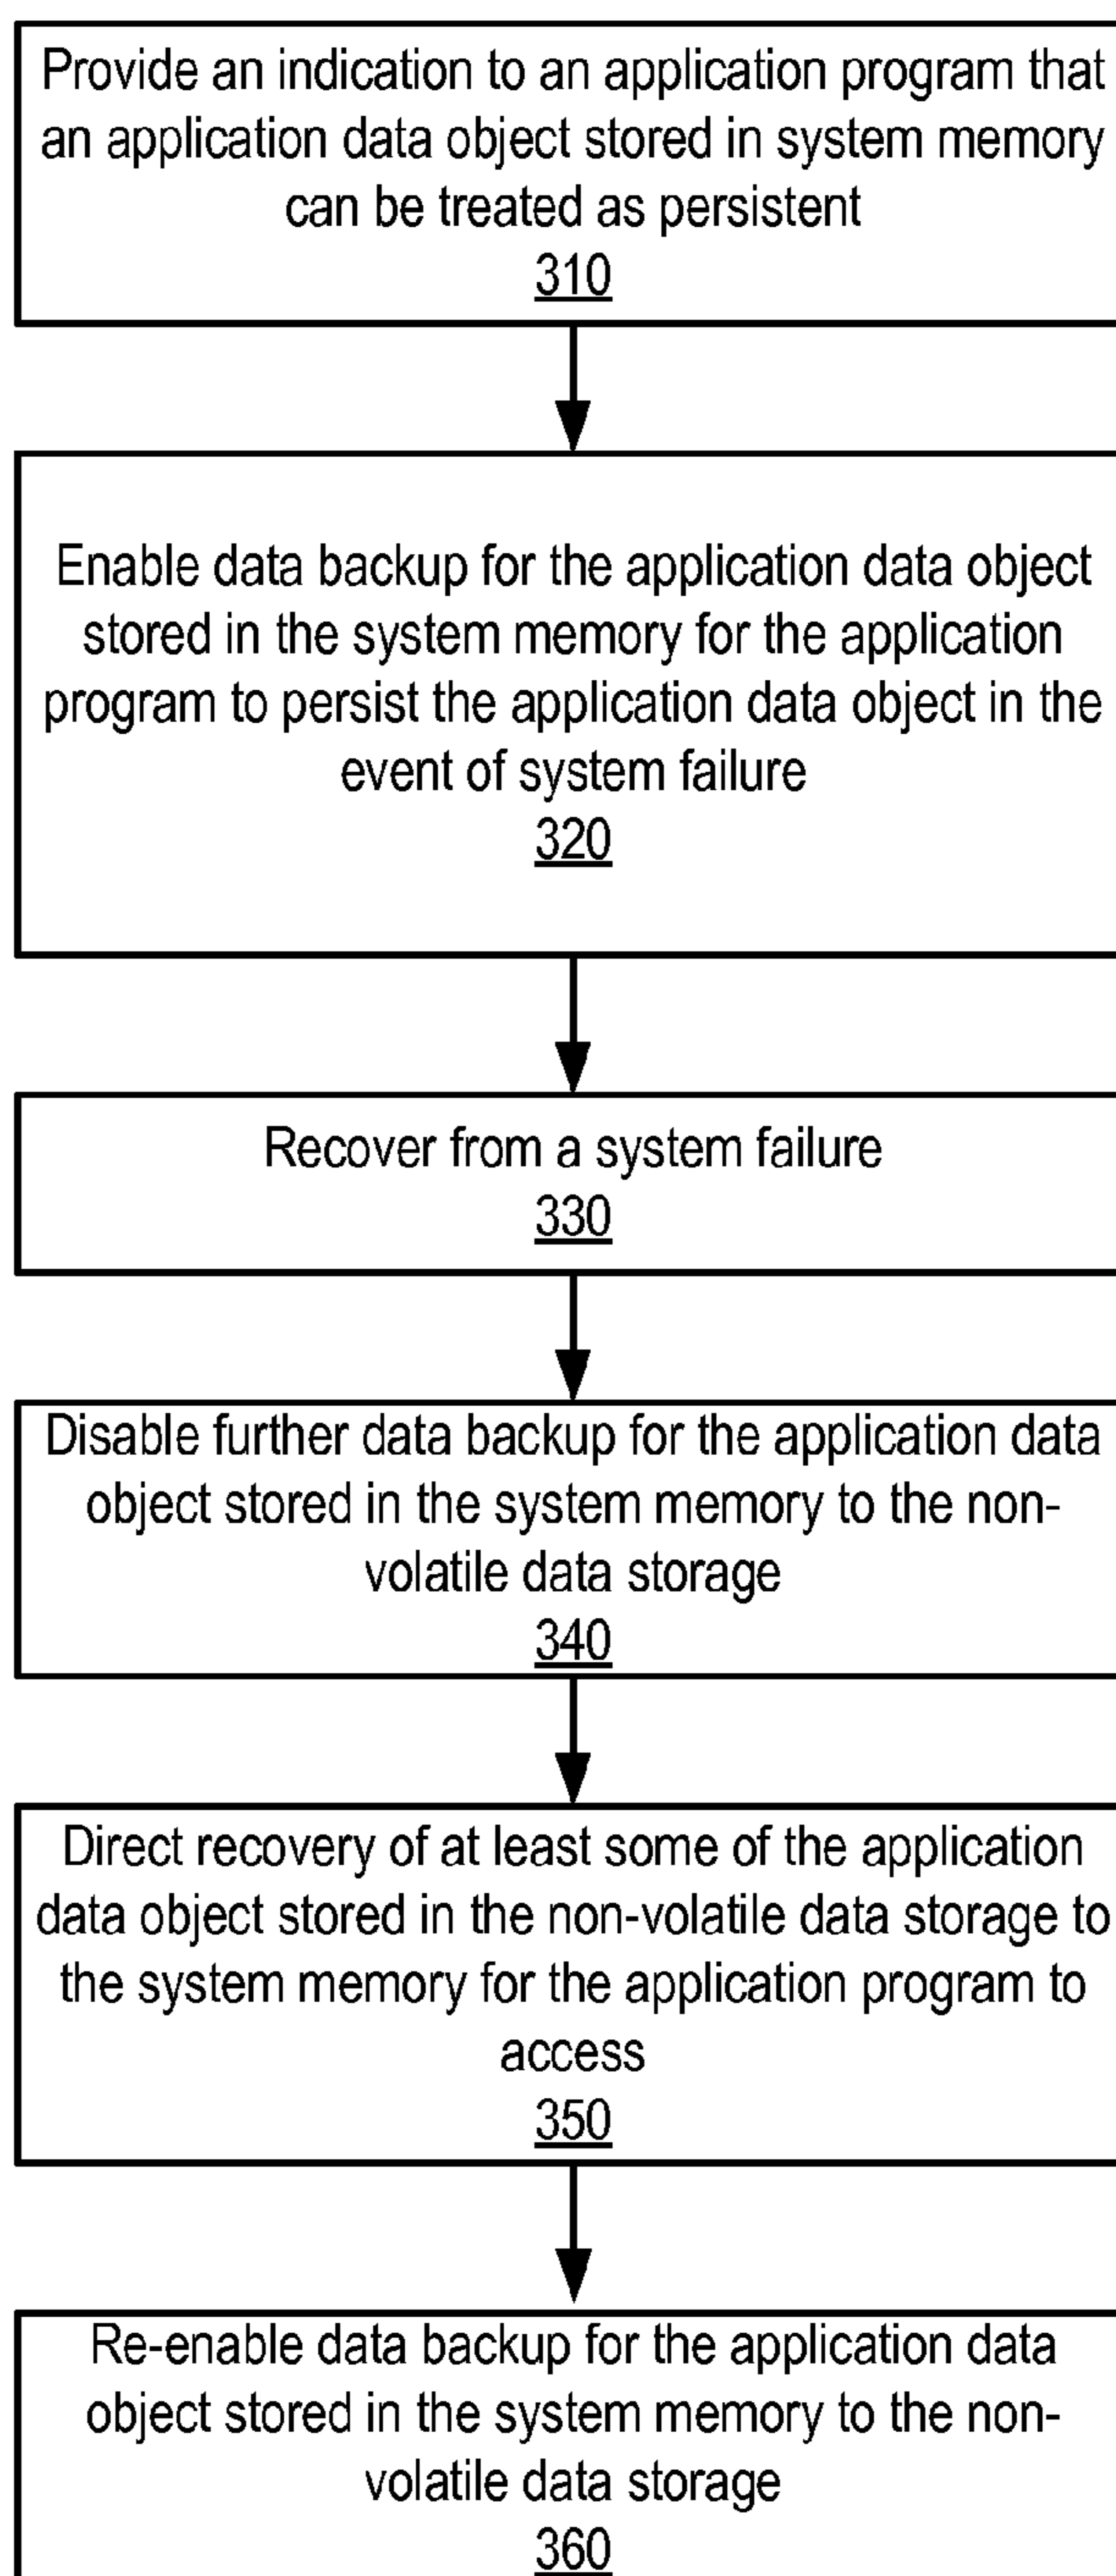 Provide an indication to an application program that
an application data object stored in system memory
can be treated as persistent
310
Enable data backup for the application data object
stored in the system memory for the application
program to persist the application data object in the
event of system failure
320
Recover from a system failure
330
Disable further data backup for the application data
object stored in the system memory to the non-
volatile data storage
340
Direct recovery of at least some of the application
data object stored in the non-volatile data storage to
the system memory for the application program to
access
350
Re-enable data backup for the application data
object stored in the system memory to the non-
volatile data storage
360